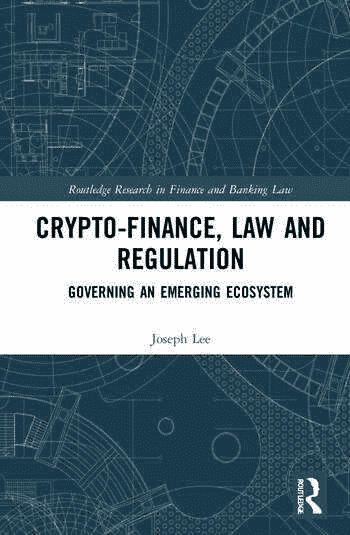 Routledge Research in Finance and Banking Law
CRYPTO-FINANCE, LAW AND
REGULATION
GOVERNING AN EMERGING ECOSYSTEM
Joseph Lee
ROUTLEDGE